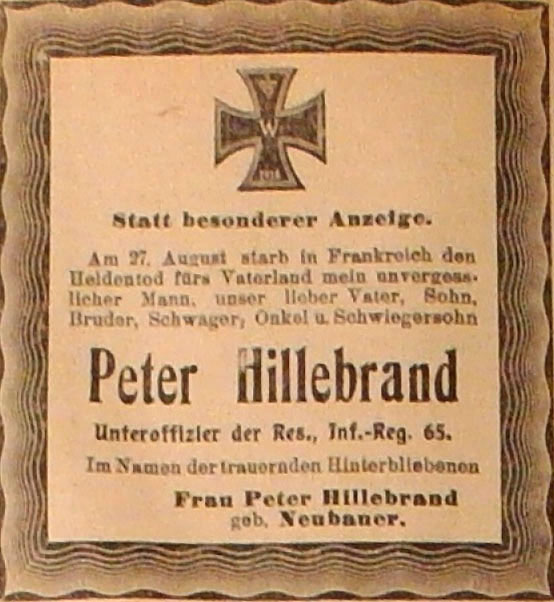 W
1914
Statt besonderer Anzeige.
Am 27. August starb in Frankreich den
Heldentod fürs Vaterland mein unvergess-
licher Mann, unser lieber Vater, Sohn,
Bruder, Schwager, Onkel u. Schwiegersohn
Peter Hillebrand
Unteroffizier der Res., Inf.-Reg. 65.
Im Namen der trauernden Hinterbliebenen
Frau Peter Hillebrand
geb. Neubauer.